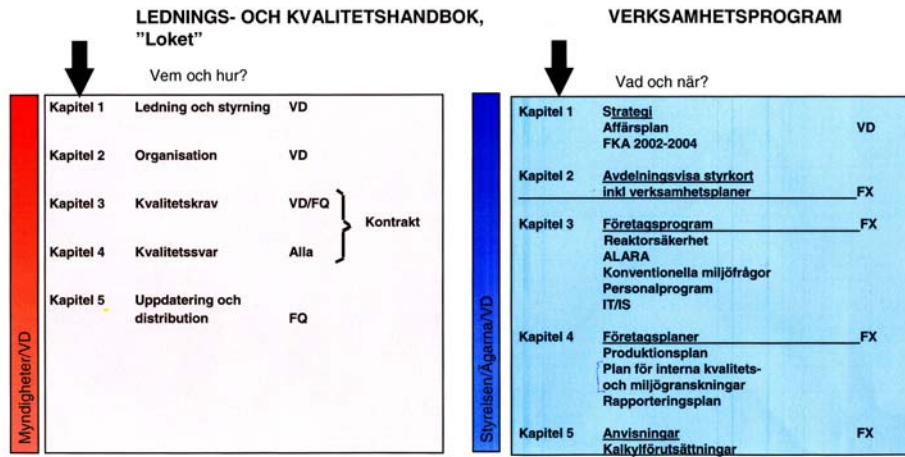 LEDNINGS- OCH KVALITETSHANDBOK,
"Loket"
Vem och hur?
Myndigheter/VD
Kapitel 1 Ledning och styrning VD
Kapitel 2 Organisation VD
Kapitel 3 Kvalitetskrav VD/FQ
Kontrakt
Kapitel 4 Kvalitetssvar Alla
Kapitel 5 Uppdatering och
distribution FQ
VERKSAMHETSPROGRAM
Vad och när?
Styrelsen/Ägarna/VD
Kapitel 1 Strategi
Affärsplan VD
FKA 2002-2004
Kapitel 2 Avdelningsvisa styrkort
inkl verksamhetsplaner FX
Kapitel 3 Företagsprogram FX
Reaktorsäkerhet
ALARA
Konventionella miljöfrågor
Personalprogram
IT/IS
Kapitel 4 Företagsplaner FX
Produktionsplan
Plan för interna kvalitets-
och miljögranskningar
Rapporteringsplan
Kapitel 5 Anvisningar FX
Kalkylförutsättningar